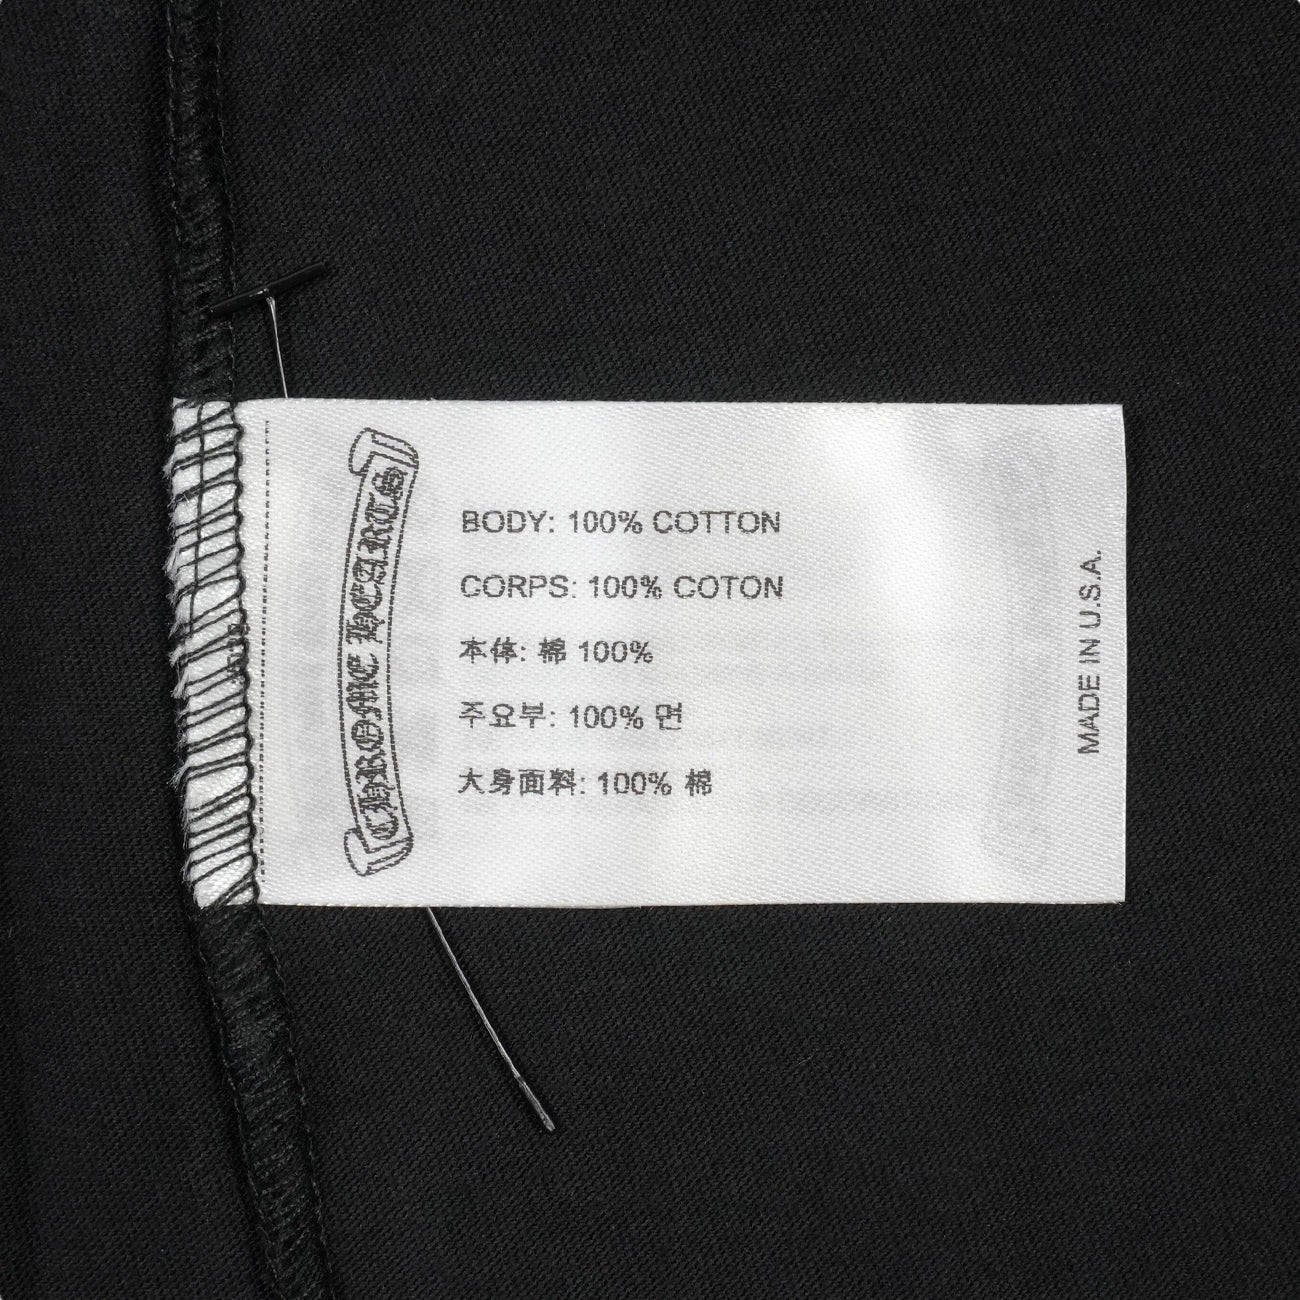 CHROME HEARTS
BODY: 100% COTTON
CORPS: 100% COTON
本体: 棉 100%
주요부: 100% 면
大身面料: 100% 棉
MADE IN U.S.A.